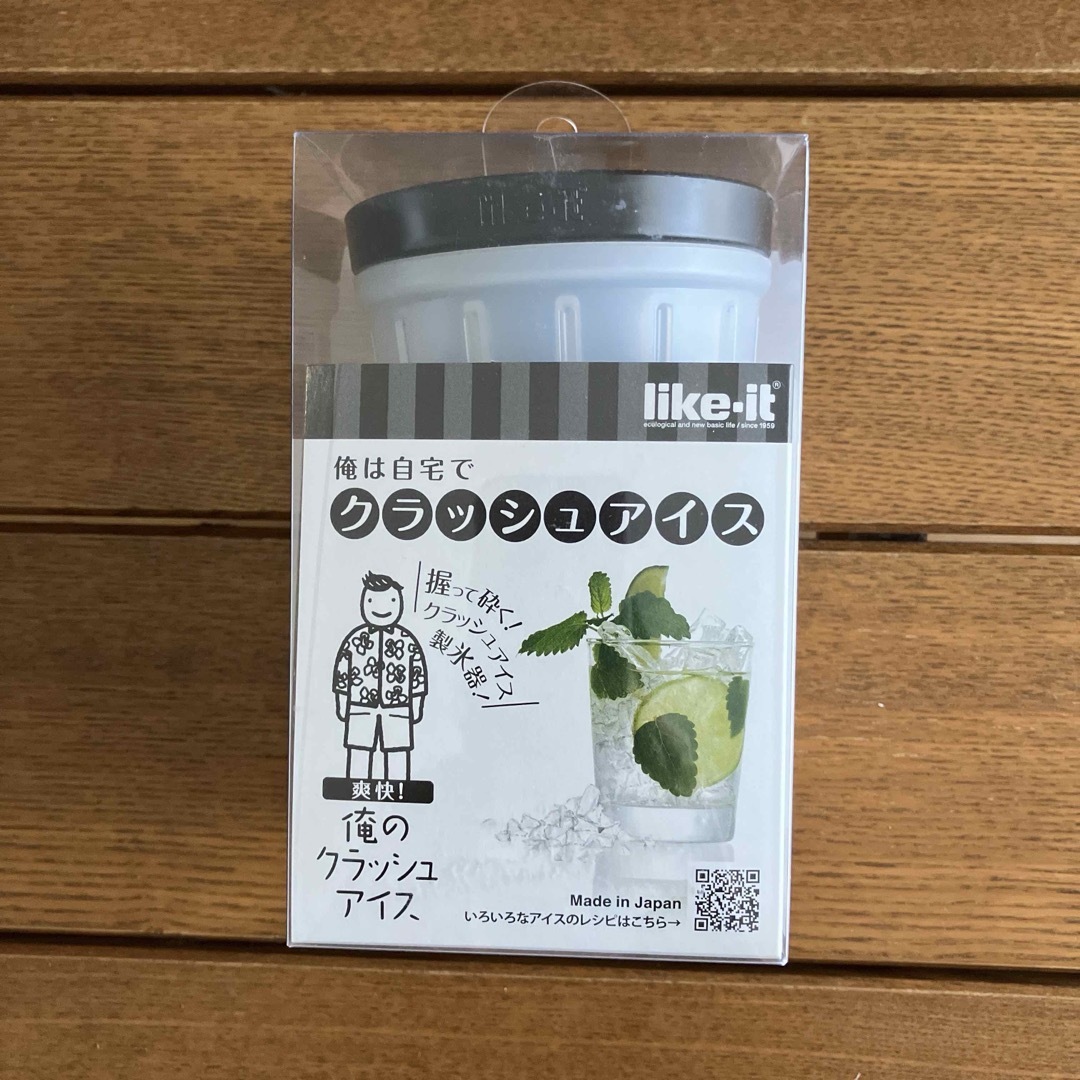 like-it
like-it®
ecological and new basic life / since 1959
俺は自宅で
クラッシュアイス
握って砕く!
クラッシュアイス
製氷器!
爽快!
俺の
クラッシュ
アイス
Made in Japan
いろいろなアイスのレシピはこちら→